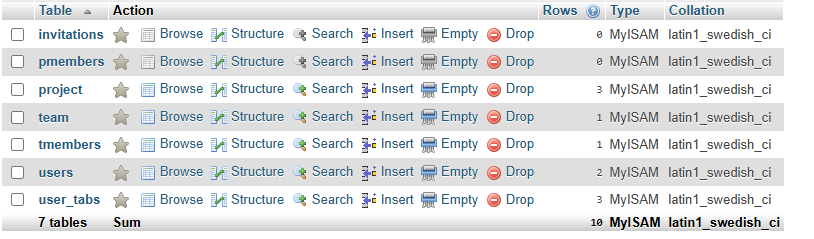 Table Action Rows Type Collation
invitations Browse Structure Search Insert Empty Drop 0 MyISAM latin1_swedish_ci
pmembers Browse Structure Search Insert Empty Drop 0 MyISAM latin1_swedish_ci
project Browse Structure Search Insert Empty Drop 3 MyISAM latin1_swedish_ci
team Browse Structure Search Insert Empty Drop 1 MyISAM latin1_swedish_ci
tmembers Browse Structure Search Insert Empty Drop 1 MyISAM latin1_swedish_ci
users Browse Structure Search Insert Empty Drop 2 MyISAM latin1_swedish_ci
user_tabs Browse Structure Search Insert Empty Drop 3 MyISAM latin1_swedish_ci
7 tables Sum 10 MyISAM latin1_swedish_ci